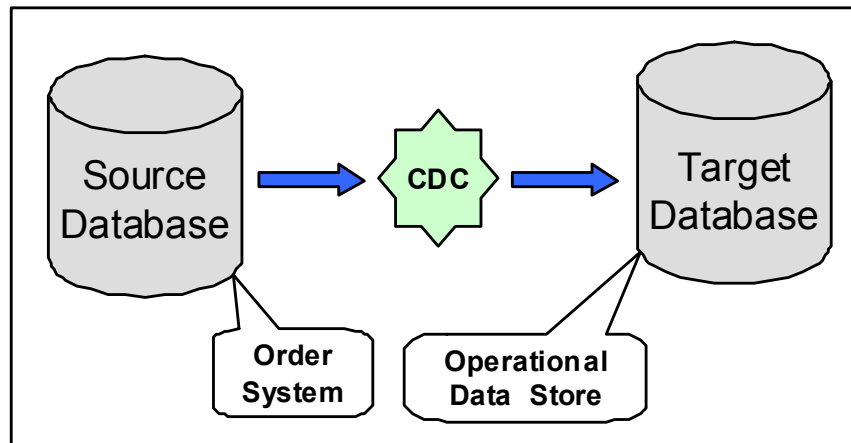 Source
Database
CDC
Target
Database
Order
System
Operational
Data Store